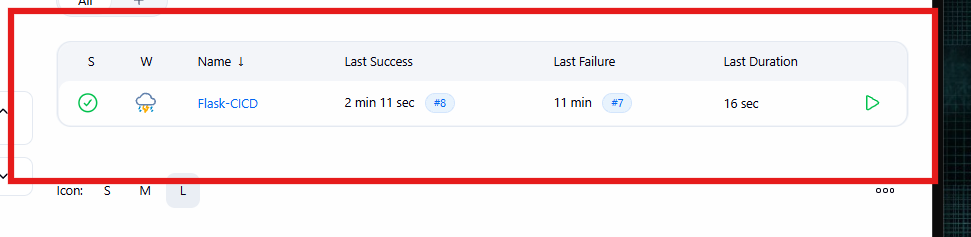 All +
S W Name ↓ Last Success Last Failure Last Duration
Flask-CICD 2 min 11 sec #8 11 min #7 16 sec
Icon: S M L